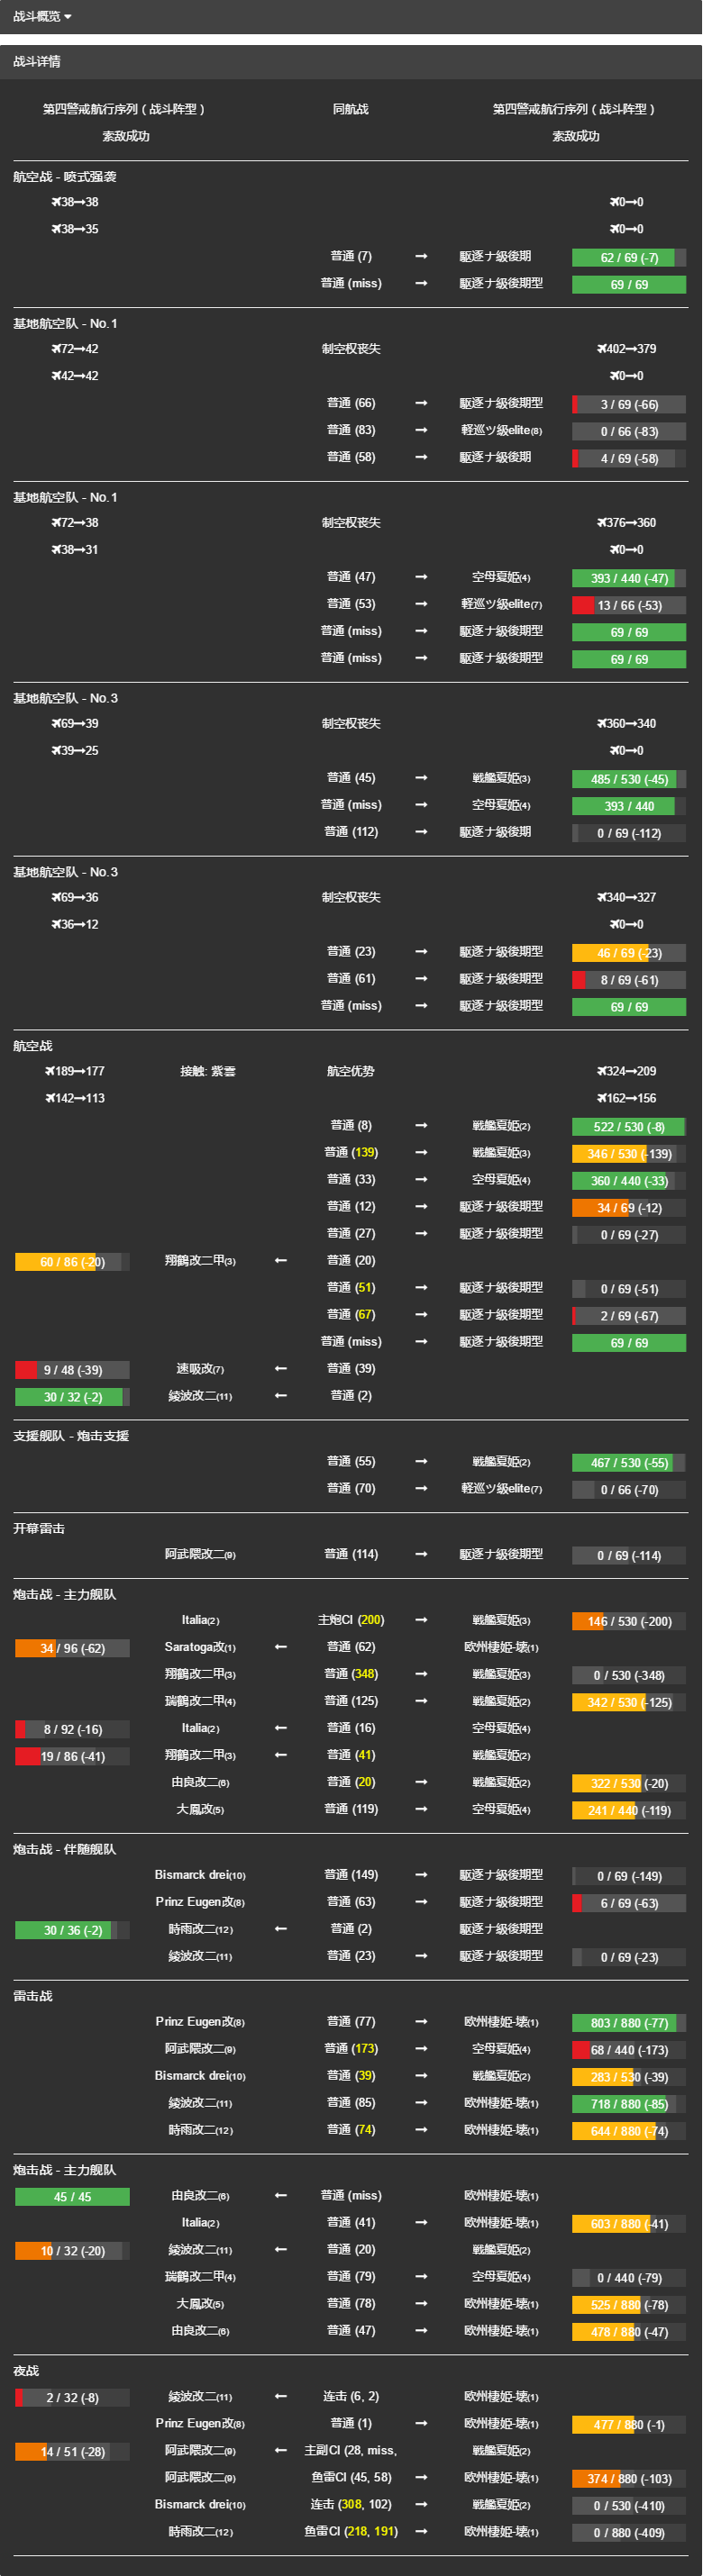 战斗概览
战斗详情
第四警戒航行序列 ( 战斗阵型 ) 同航战 第四警戒航行序列 ( 战斗阵型 )
索敌成功 索敌成功
航空战 - 喷式强袭
38→38 0→0
38→35 0→0
普通 (7) → 駆逐ナ級後期 62 / 69 (-7)
普通 (miss) → 駆逐ナ級後期型 69 / 69
基地航空队 - No.1
72→42 制空权丧失 402→379
42→42 0→0
普通 (66) → 駆逐ナ級後期型 3 / 69 (-66)
普通 (83) → 軽巡ツ級elite(8) 0 / 66 (-83)
普通 (58) → 駆逐ナ級後期 4 / 69 (-58)
基地航空队 - No.1
72→38 制空权丧失 376→360
38→31 0→0
普通 (47) → 空母夏姫(4) 393 / 440 (-47)
普通 (53) → 軽巡ツ級elite(7) 13 / 66 (-53)
普通 (miss) → 駆逐ナ級後期型 69 / 69
普通 (miss) → 駆逐ナ級後期型 69 / 69
基地航空队 - No.3
69→39 制空权丧失 360→340
39→25 0→0
普通 (45) → 戦艦夏姫(3) 485 / 530 (-45)
普通 (miss) → 空母夏姫(4) 393 / 440
普通 (112) → 駆逐ナ級後期 0 / 69 (-112)
基地航空队 - No.3
69→36 制空权丧失 340→327
36→12 0→0
普通 (23) → 駆逐ナ級後期型 46 / 69 (-23)
普通 (61) → 駆逐ナ級後期型 8 / 69 (-61)
普通 (miss) → 駆逐ナ級後期型 69 / 69
航空战
189→177 接触: 紫雲 航空优势 324→209
142→113 162→156
普通 (8) → 戦艦夏姫(2) 522 / 530 (-8)
普通 (139) → 戦艦夏姫(3) 346 / 530 (-139)
普通 (33) → 空母夏姫(4) 360 / 440 (-33)
普通 (12) → 駆逐ナ級後期型 34 / 69 (-12)
普通 (27) → 駆逐ナ級後期型 0 / 69 (-27)
60 / 86 (-20) 翔鶴改二甲(3) ← 普通 (20)
普通 (51) → 駆逐ナ級後期型 0 / 69 (-51)
普通 (67) → 駆逐ナ級後期型 2 / 69 (-67)
普通 (miss) → 駆逐ナ級後期型 69 / 69
9 / 48 (-39) 速吸改(7) ← 普通 (39)
30 / 32 (-2) 綾波改二(11) ← 普通 (2)
支援舰队 - 炮击支援
普通 (55) → 戦艦夏姫(2) 467 / 530 (-55)
普通 (70) → 軽巡ツ級elite(7) 0 / 66 (-70)
开幕雷击
阿武隈改二(9) 普通 (114) → 駆逐ナ級後期型 0 / 69 (-114)
炮击战 - 主力舰队
Italia(2) 主炮CI (200) → 戦艦夏姫(3) 146 / 530 (-200)
34 / 96 (-62) Saratoga改(1) ← 普通 (62) 欧州棲姫-壊(1)
翔鶴改二甲(3) 普通 (348) → 戦艦夏姫(3) 0 / 530 (-348)
瑞鶴改二甲(4) 普通 (125) → 戦艦夏姫(2) 342 / 530 (-125)
8 / 92 (-16) Italia(2) ← 普通 (16) 空母夏姫(4)
19 / 86 (-41) 翔鶴改二甲(3) ← 普通 (41) 戦艦夏姫(2)
由良改二(6) 普通 (20) → 戦艦夏姫(2) 322 / 530 (-20)
大鳳改(5) 普通 (119) → 空母夏姫(4) 241 / 440 (-119)
炮击战 - 伴随舰队
Bismarck drei(10) 普通 (149) → 駆逐ナ級後期型 0 / 69 (-149)
Prinz Eugen改(8) 普通 (63) → 駆逐ナ級後期型 6 / 69 (-63)
30 / 36 (-2) 時雨改二(12) ← 普通 (2) 駆逐ナ級後期型
綾波改二(11) 普通 (23) → 駆逐ナ級後期型 0 / 69 (-23)
雷击战
Prinz Eugen改(8) 普通 (77) → 欧州棲姫-壊(1) 803 / 880 (-77)
阿武隈改二(9) 普通 (173) → 空母夏姫(4) 68 / 440 (-173)
Bismarck drei(10) 普通 (39) → 戦艦夏姫(2) 283 / 530 (-39)
綾波改二(11) 普通 (85) → 欧州棲姫-壊(1) 718 / 880 (-85)
時雨改二(12) 普通 (74) → 欧州棲姫-壊(1) 644 / 880 (-74)
炮击战 - 主力舰队
45 / 45 由良改二(6) ← 普通 (miss) 欧州棲姫-壊(1)
Italia(2) 普通 (41) → 欧州棲姫-壊(1) 603 / 880 (-41)
10 / 32 (-20) 綾波改二(11) ← 普通 (20) 戦艦夏姫(2)
瑞鶴改二甲(4) 普通 (79) → 空母夏姫(4) 0 / 440 (-79)
大鳳改(5) 普通 (78) → 欧州棲姫-壊(1) 525 / 880 (-78)
由良改二(6) 普通 (47) → 欧州棲姫-壊(1) 478 / 880 (-47)
夜战
2 / 32 (-8) 綾波改二(11) ← 连击 (6, 2) 欧州棲姫-壊(1)
Prinz Eugen改(8) 普通 (1) → 欧州棲姫-壊(1) 477 / 880 (-1)
14 / 51 (-28) 阿武隈改二(9) ← 主副CI (28, miss, 戦艦夏姫(2)
阿武隈改二(9) 鱼雷CI (45, 58) → 欧州棲姫-壊(1) 374 / 880 (-103)
Bismarck drei(10) 连击 (308, 102) → 戦艦夏姫(2) 0 / 530 (-410)
時雨改二(12) 鱼雷CI (218, 191) → 欧州棲姫-壊(1) 0 / 880 (-409)